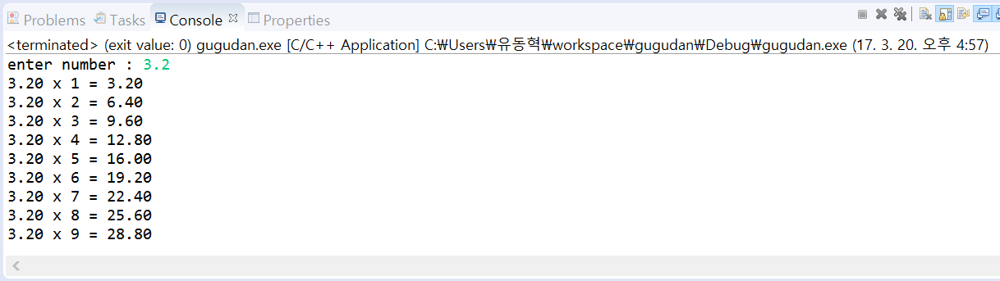 Problems Tasks Console Properties
<terminated> (exit value: 0) gugudan.exe [C/C++ Application] C:₩Users₩유동혁₩workspace₩gugudan₩Debug₩gugudan.exe (17. 3. 20. 오후 4:57)
enter number : 3.2
3.20 x 1 = 3.20
3.20 x 2 = 6.40
3.20 x 3 = 9.60
3.20 x 4 = 12.80
3.20 x 5 = 16.00
3.20 x 6 = 19.20
3.20 x 7 = 22.40
3.20 x 8 = 25.60
3.20 x 9 = 28.80